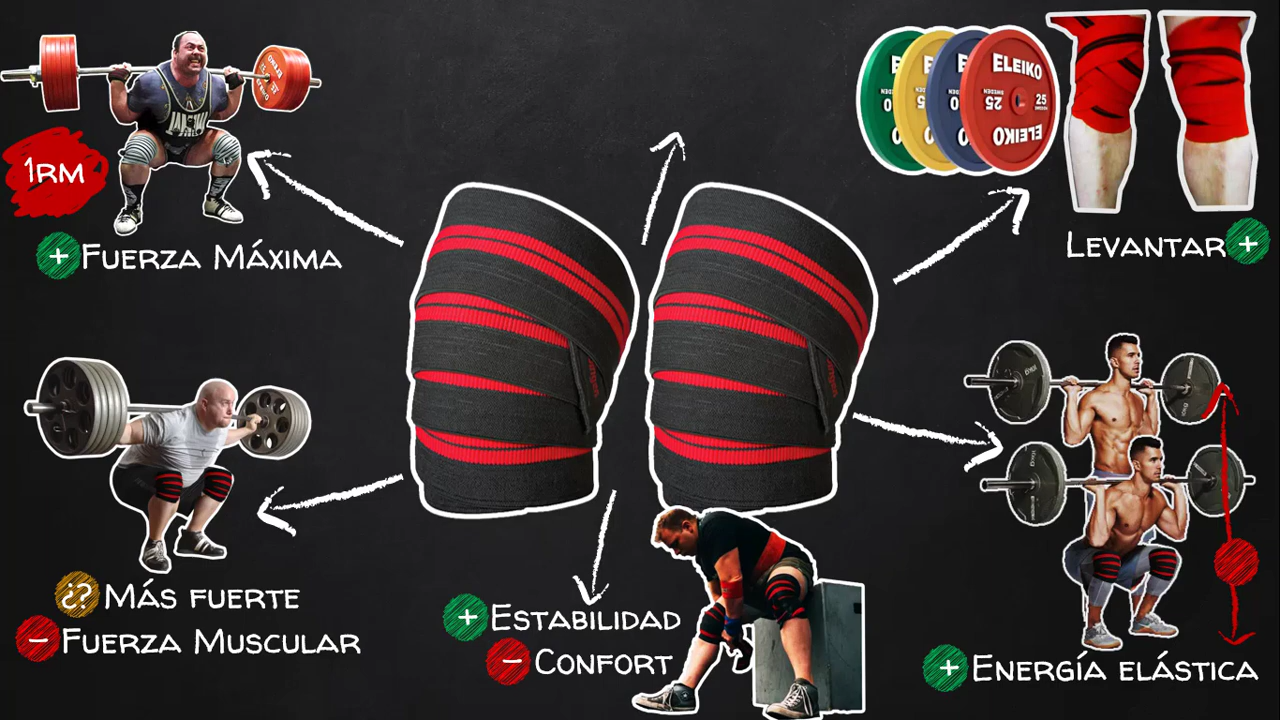 1RM
+ Fuerza Máxima
ELEIKO
25
25
ELEIKO
Levantar +
¿? Más fuerte
- Fuerza Muscular
+ Estabilidad
- Confort
+ Energía elástica